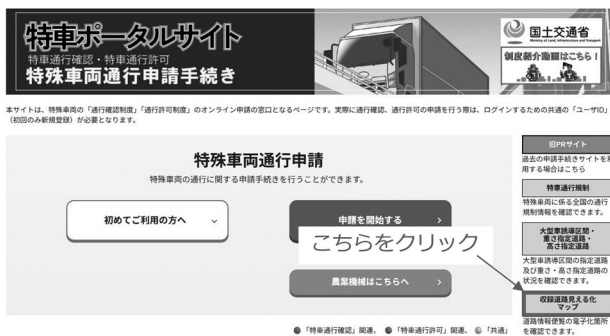 特車ポータルサイト
特車通行確認・特車通行許可
特殊車両通行申請手続き
国土交通省
Ministry of Land, Infrastructure and Transport
制度紹介動画はこちら！
本サイトは、特殊車両の「通行確認制度」「通行許可制度」のオンライン申請の窓口となるページです。実際に通行確認、通行許可の申請を行う際は、ログインするための共通の「ユーザID」
（初回のみ新規登録）が必要となります。
特殊車両通行申請
特殊車両の通行に関する申請手続きを行うことができます。
初めてご利用の方へ
申請を開始する
こちらをクリック
農業機械はこちらへ
●「特車通行確認」関連、●「特車通行許可」関連、●「共通」
旧PRサイト
過去の申請手続きサイトを利
用する場合はこちら
特車通行規制
特殊車両に係る全国の通行
規制情報を確認できます。
大型車誘導区間・
重さ指定道路・
高さ指定道路
大型車誘導区間の指定道路
及び重さ・高さ指定道路の
状況を確認できます。
収録道路見える化
マップ
道路情報便覧の電子化箇所
を確認できます。